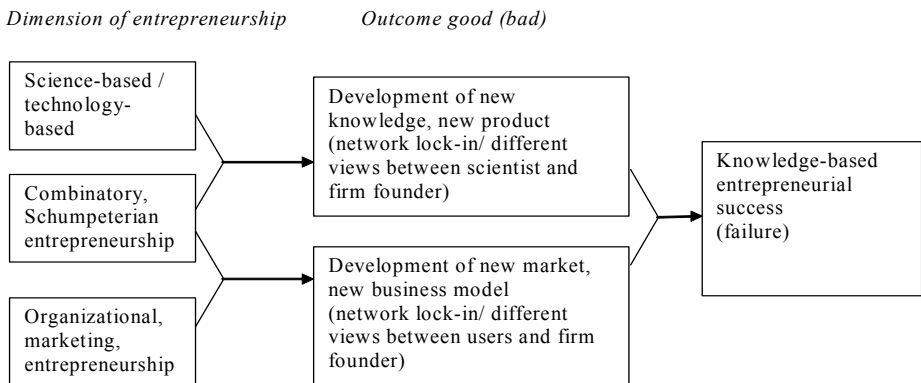 Dimension of entrepreneurship
Outcome good (bad)
Science-based /
technology-
based
Combinatory,
Schumpeterian
entrepreneurship
Organizational,
marketing,
entrepreneurship
Development of new
knowledge, new product
(network lock-in/ different
views between scientist and
firm founder)
Development of new market,
new business model
(network lock-in/ different
views between users and firm
founder)
Knowledge-based
entrepreneurial
success
(failure)